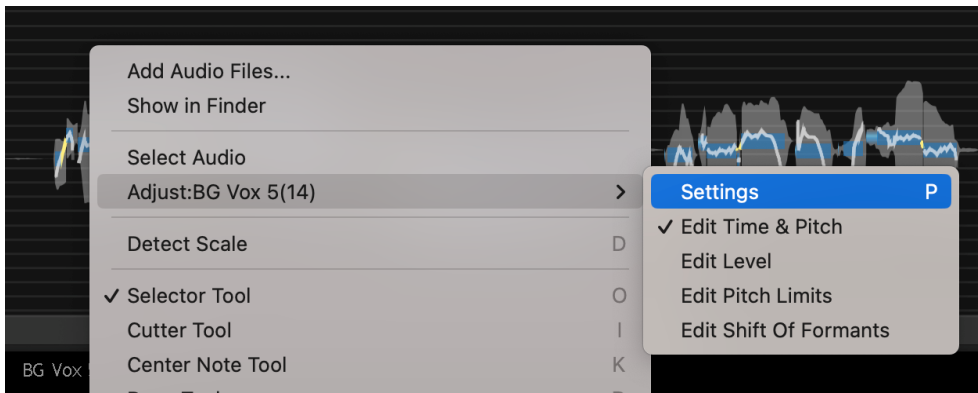 Add Audio Files...
Show in Finder
Select Audio
Adjust:BG Vox 5(14)
Settings P
✓ Edit Time & Pitch
Edit Level
Edit Pitch Limits
Edit Shift Of Formants
Detect Scale D
✓ Selector Tool O
Cutter Tool I
Center Note Tool K
BG Vox